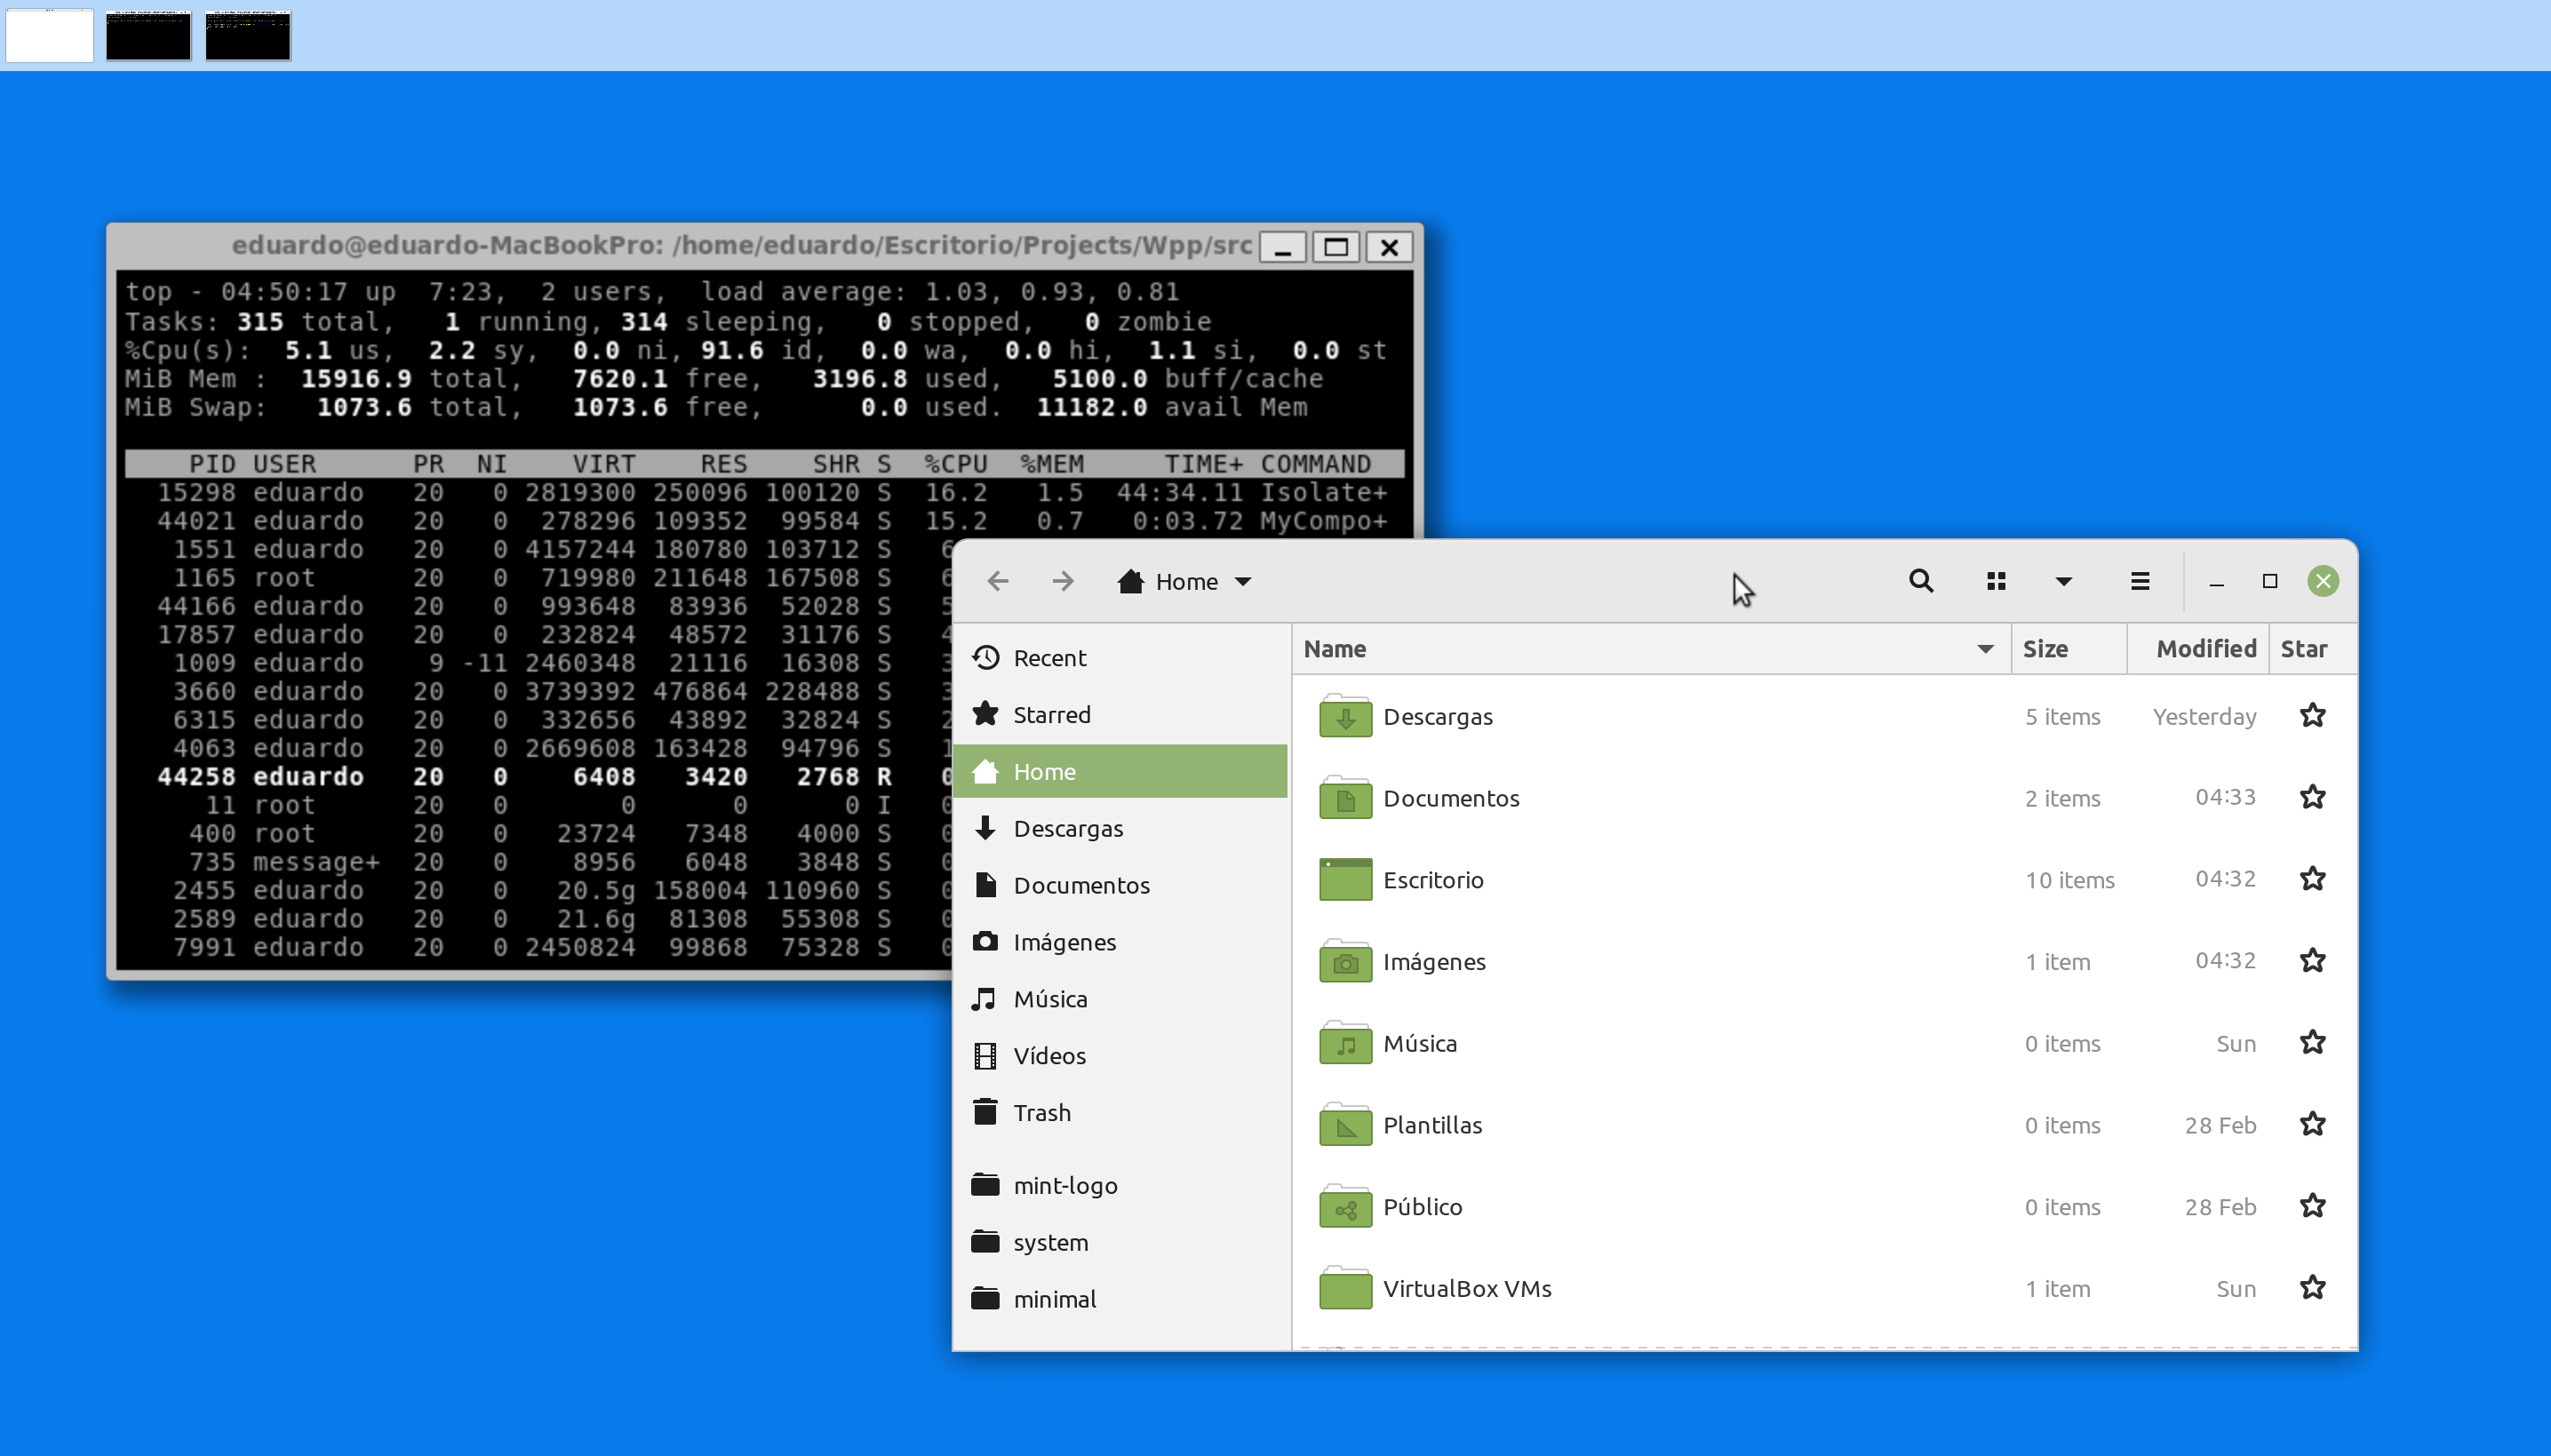 eduardo@eduardo-MacBookPro: /home/eduardo/Escritorio/Projects/Wpp/src
top - 04:50:17 up  7:23,  2 users,  load average: 1.03, 0.93, 0.81
Tasks: 315 total,   1 running, 314 sleeping,   0 stopped,   0 zombie
%Cpu(s):  5.1 us,  2.2 sy,  0.0 ni, 91.6 id,  0.0 wa,  0.0 hi,  1.1 si,  0.0 st
MiB Mem :  15916.9 total,   7620.1 free,   3196.8 used,   5100.0 buff/cache
MiB Swap:   1073.6 total,   1073.6 free,      0.0 used.  11182.0 avail Mem
PID USER PR NI VIRT RES SHR S %CPU %MEM TIME+ COMMAND
15298 eduardo 20 0 2819300 250096 100120 S 16.2 1.5 44:34.11 Isolate+
44021 eduardo 20 0 278296 109352 99584 S 15.2 0.7 0:03.72 MyCompo+
1551 eduardo 20 0 4157244 180780 103712 S 6
1165 root 20 0 719980 211648 167508 S 6
44166 eduardo 20 0 993648 83936 52028 S 5
17857 eduardo 20 0 232824 48572 31176 S 4
1009 eduardo 9 -11 2460348 21116 16308 S 3
3660 eduardo 20 0 3739392 476864 228488 S 3
6315 eduardo 20 0 332656 43892 32824 S 2
4063 eduardo 20 0 2669608 163428 94796 S 1
44258 eduardo 20 0 6408 3420 2768 R 0
11 root 20 0 0 0 0 I 0
400 root 20 0 23724 7348 4000 S 0
735 message+ 20 0 8956 6048 3848 S 0
2455 eduardo 20 0 20.5g 158004 110960 S 0
2589 eduardo 20 0 21.6g 81308 55308 S 0
7991 eduardo 20 0 2450824 99868 75328 S 0
Home
Recent
Starred
Home
Descargas
Documentos
Imágenes
Música
Vídeos
Trash
mint-logo
system
minimal
Name Size Modified Star
Descargas 5 items Yesterday
Documentos 2 items 04:33
Escritorio 10 items 04:32
Imágenes 1 item 04:32
Música 0 items Sun
Plantillas 0 items 28 Feb
Público 0 items 28 Feb
VirtualBox VMs 1 item Sun